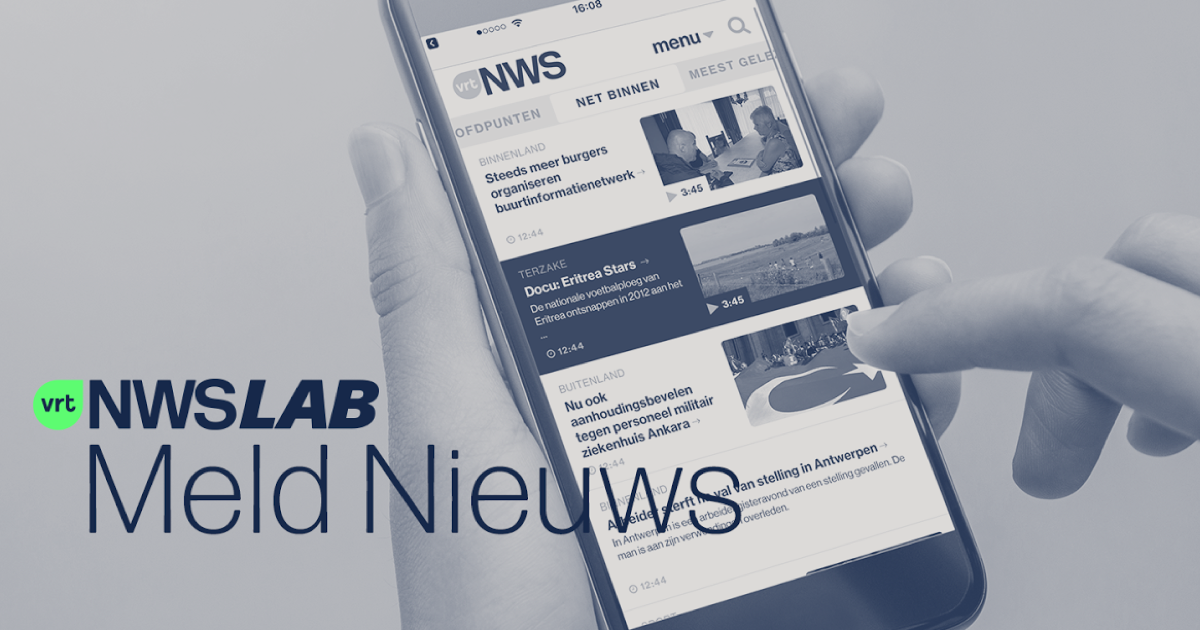 16:08
vrt NWS
menu
OFDPUNTEN
NET BINNEN
MEEST GELE
BINNENLAND
Steeds meer burgers
organiseren
buurtinformatienetwerk →
3:45
12:44
TERZAKE
Docu: Eritrea Stars →
De nationale voetbalploeg van
Eritrea ontsnappen in 2012 aan het
...
3:45
12:44
BUITENLAND
Nu ook
aanhoudingsbevelen
tegen personeel militair
ziekenhuis Ankara →
12:44
vrt NWSLAB
Meld Nieuws
BINNENLAND
Arbeider sterft na val van stelling in Antwerpen →
In Antwerpen is een arbeider gisteravond van een stelling gevallen. De
man is aan zijn verwondingen overleden.
12:44